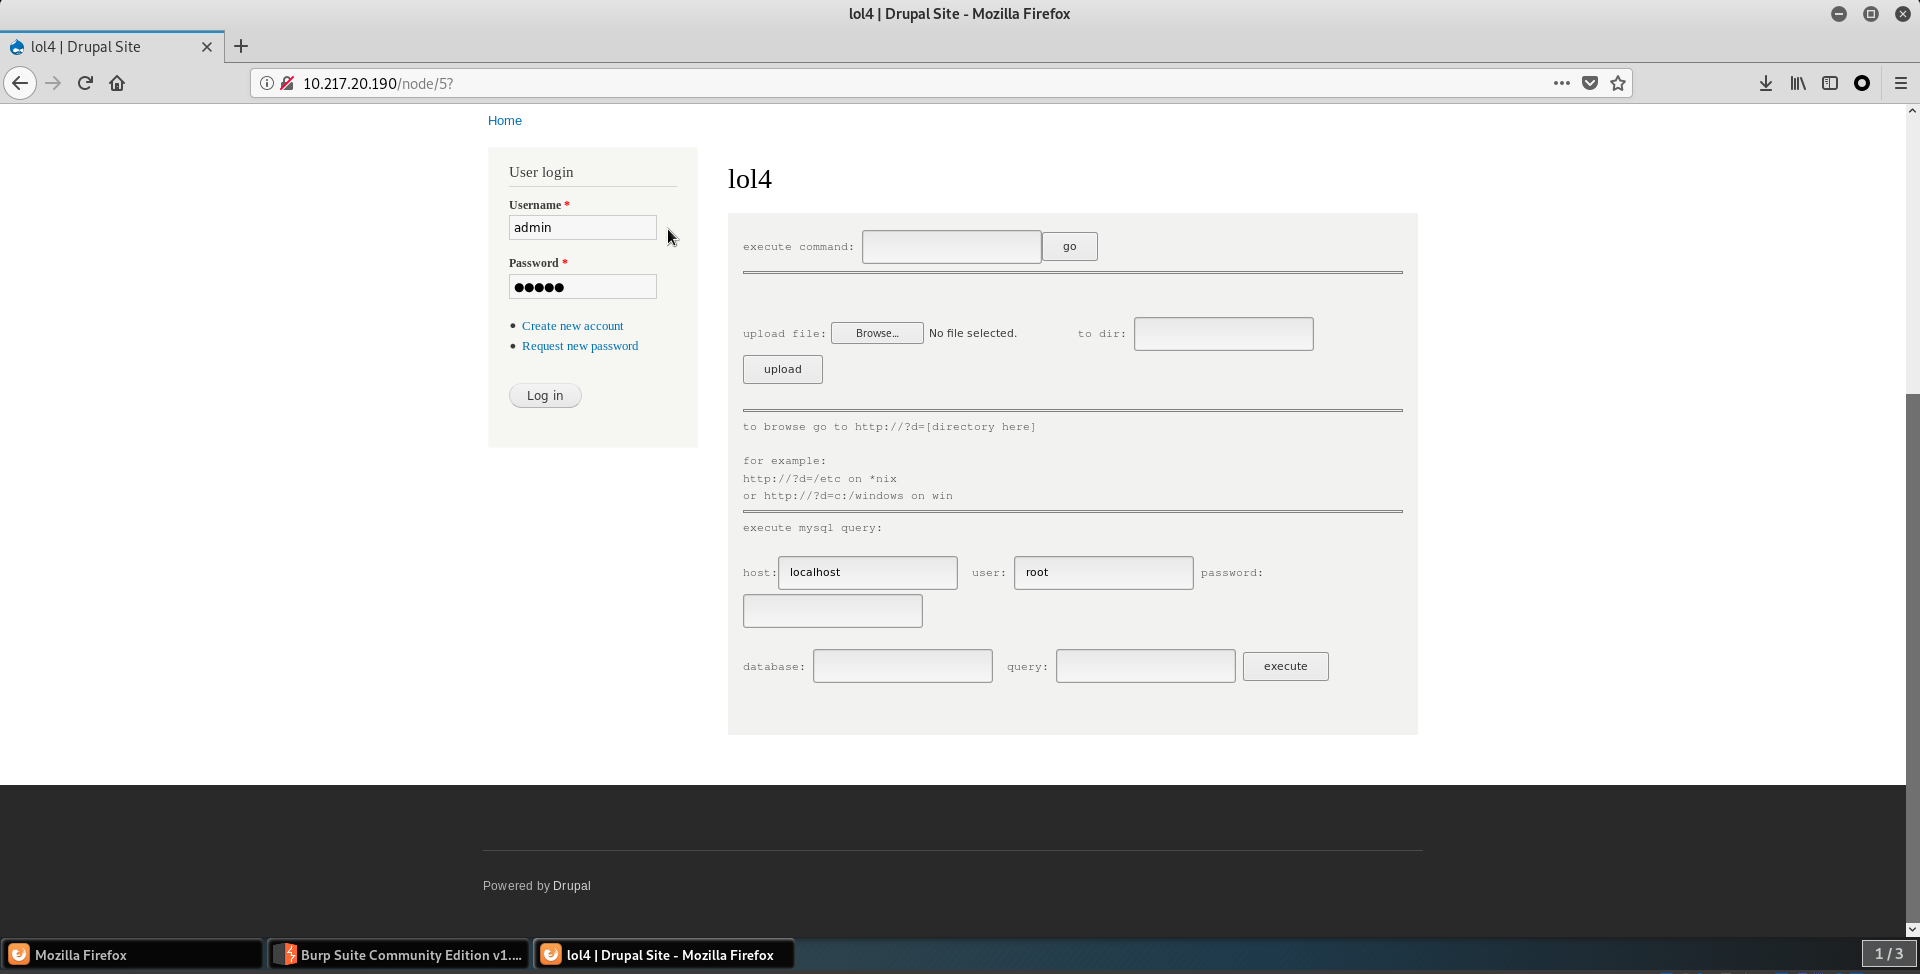 lol4 | Drupal Site - Mozilla Firefox
lol4 | Drupal Site
10.217.20.190/node/5?
Home
User login
Username *
admin
Password *
Create new account
Request new password
Log in
lol4
execute command: go
upload file: Browse... No file selected. to dir:
upload
to browse go to http://?d=[directory here]
for example:
http://?d=/etc on *nix
or http://?d=c:/windows on win
execute mysql query:
host: localhost user: root password:
database: query: execute
Powered by Drupal
Mozilla Firefox
Burp Suite Community Edition v1....
lol4 | Drupal Site - Mozilla Firefox
1 / 3